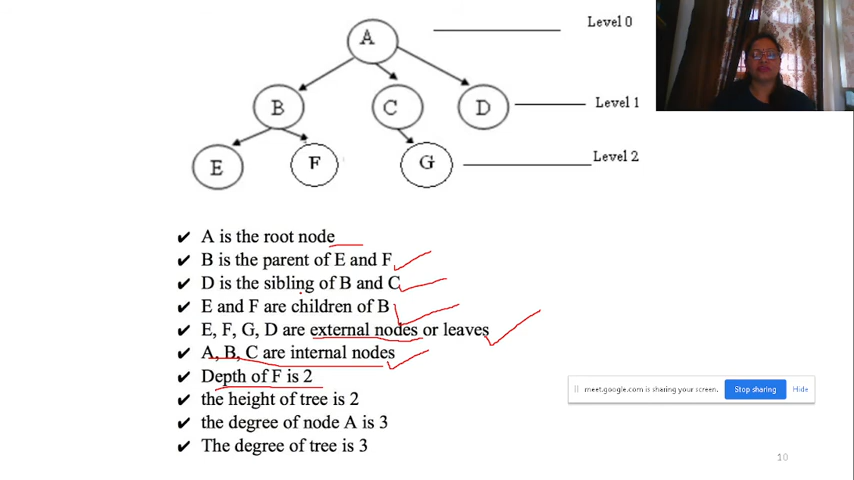 A
Level 0
B
C
D
Level 1
E
F
G
Level 2
✔ A is the root node
✔ B is the parent of E and F
✔ D is the sibling of B and C
✔ E and F are children of B
✔ E, F, G, D are external nodes or leaves
✔ A, B, C are internal nodes
✔ Depth of F is 2
✔ the height of tree is 2
✔ the degree of node A is 3
✔ The degree of tree is 3
meet.google.com is sharing your screen. Stop sharing Hide
10